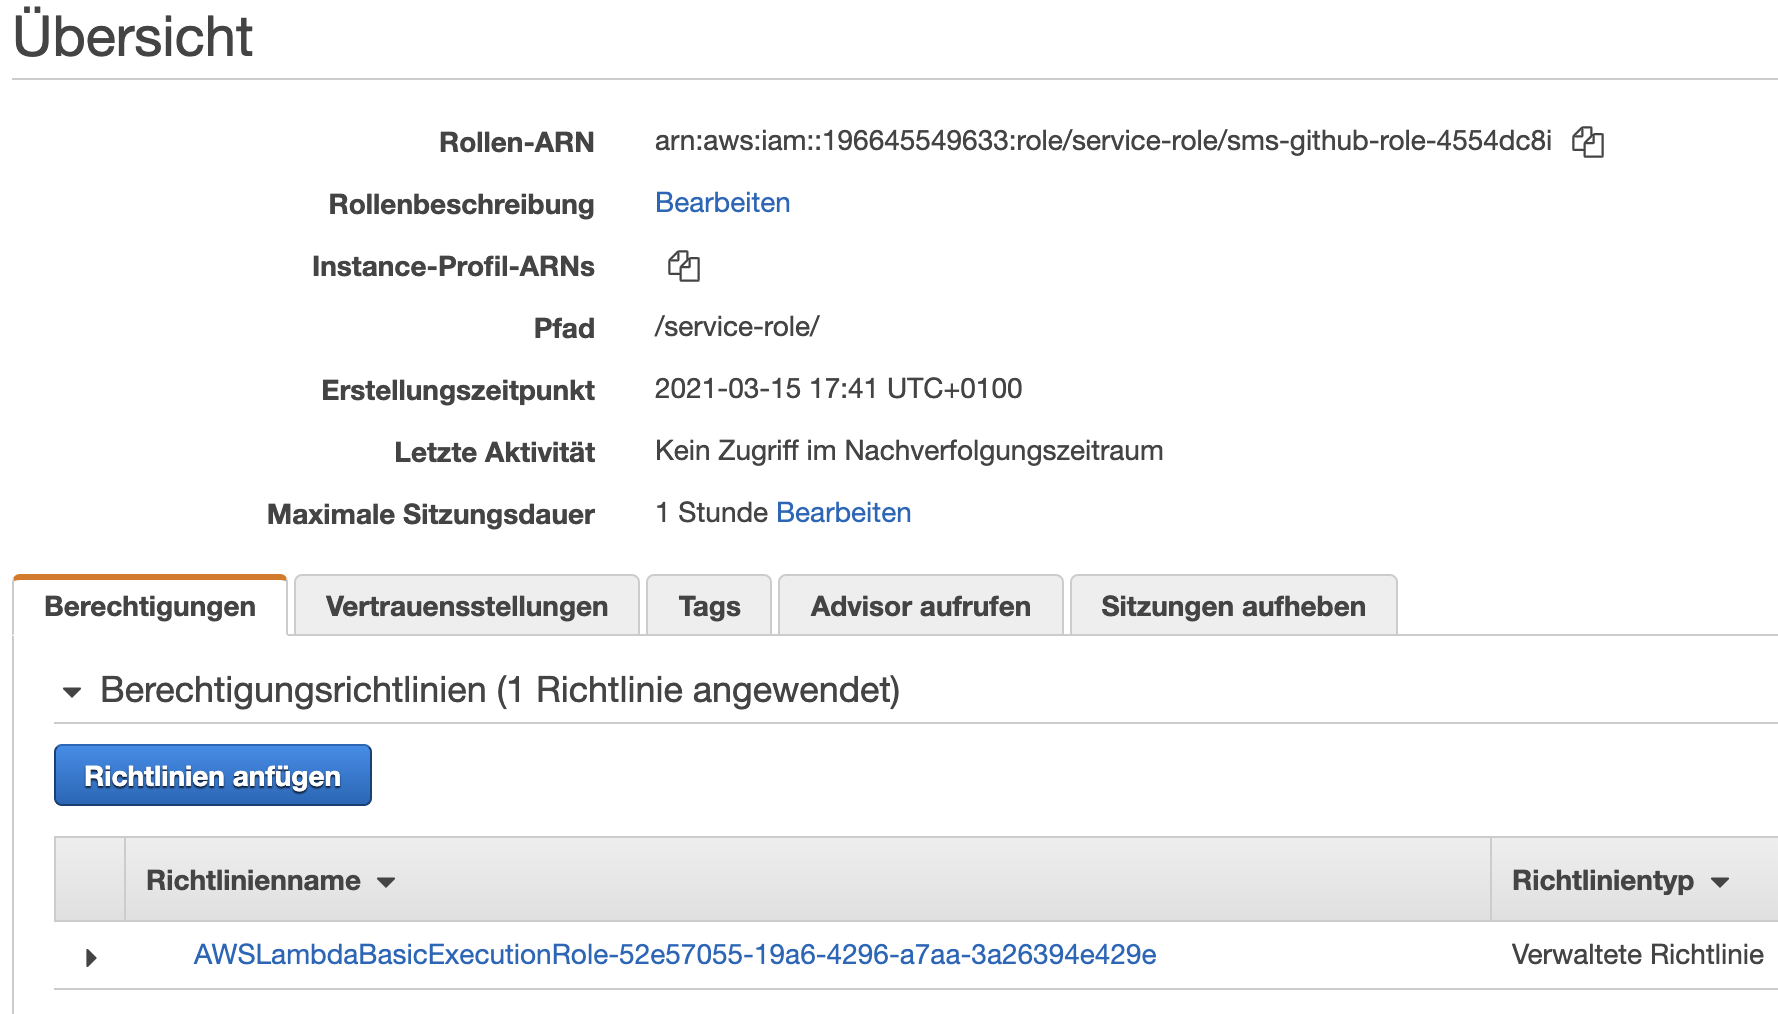 Übersicht
Rollen-ARN arn:aws:iam::196645549633:role/service-role/sms-github-role-4554dc8i
Rollenbeschreibung Bearbeiten
Instance-Profil-ARNs
Pfad /service-role/
Erstellungszeitpunkt 2021-03-15 17:41 UTC+0100
Letzte Aktivität Kein Zugriff im Nachverfolgungszeitraum
Maximale Sitzungsdauer 1 Stunde Bearbeiten
Berechtigungen Vertrauensstellungen Tags Advisor aufrufen Sitzungen aufheben
Berechtigungsrichtlinien (1 Richtlinie angewendet)
Richtlinien anfügen
Richtlinienname Richtlinientyp
AWSLambdaBasicExecutionRole-52e57055-19a6-4296-a7aa-3a26394e429e Verwaltete Richtlinie